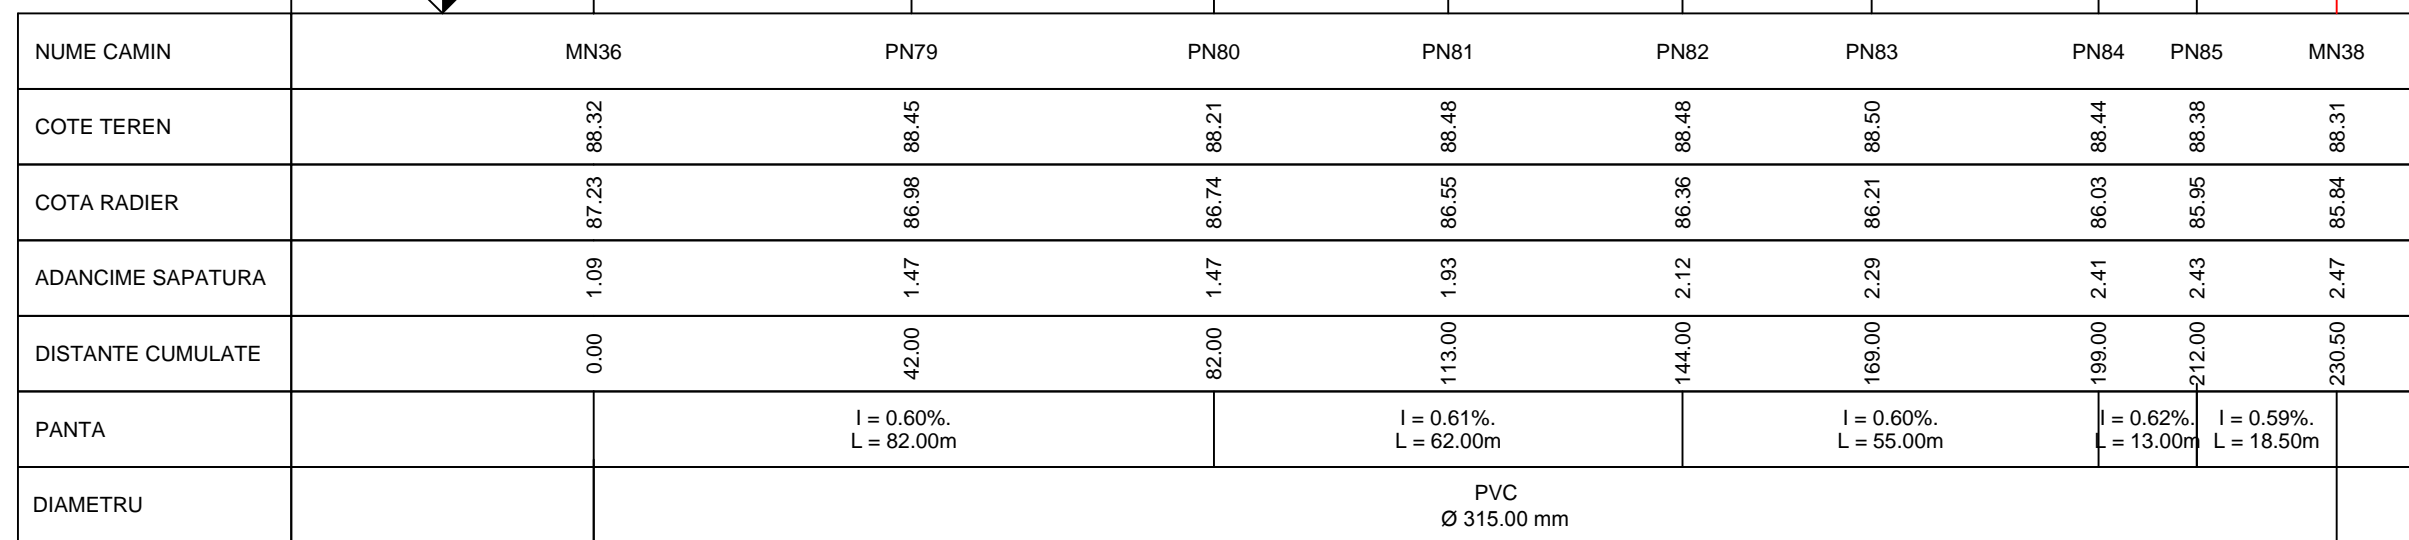 NUME CAMIN MN36 PN79 PN80 PN81 PN82 PN83 PN84 PN85 MN38
COTE TEREN 88.32 88.45 88.21 88.48 88.48 88.50 88.44 88.38 88.31
COTA RADIER 87.23 86.98 86.74 86.55 86.36 86.21 86.03 85.95 85.84
ADANCIME SAPATURA 1.09 1.47 1.47 1.93 2.12 2.29 2.41 2.43 2.47
DISTANTE CUMULATE 0.00 42.00 82.00 113.00 144.00 169.00 199.00 212.00 230.50
PANTA
I = 0.60%.
L = 82.00m
I = 0.61%.
L = 62.00m
I = 0.60%.
L = 55.00m
I = 0.62%.
L = 13.00m
I = 0.59%.
L = 18.50m
DIAMETRU
PVC
Ø 315.00 mm